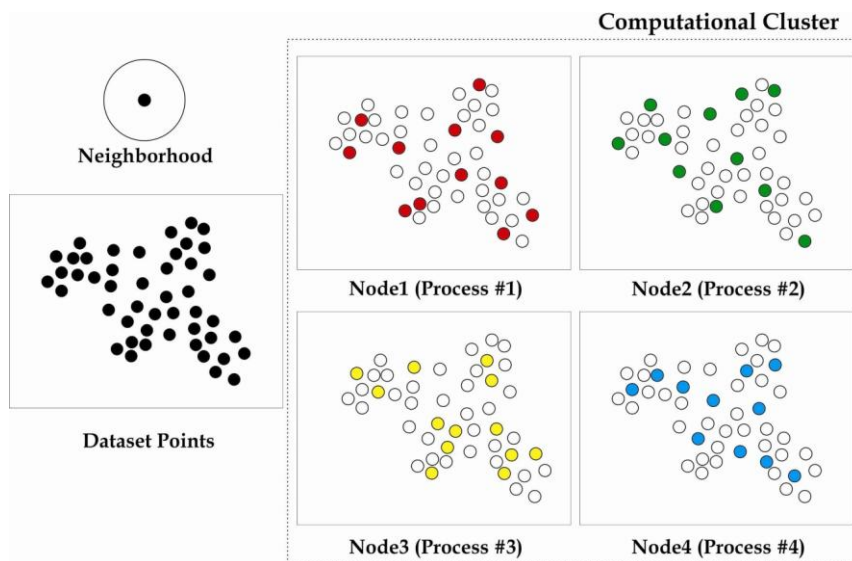 Computational Cluster
Neighborhood
Dataset Points
Node1 (Process #1)
Node2 (Process #2)
Node3 (Process #3)
Node4 (Process #4)